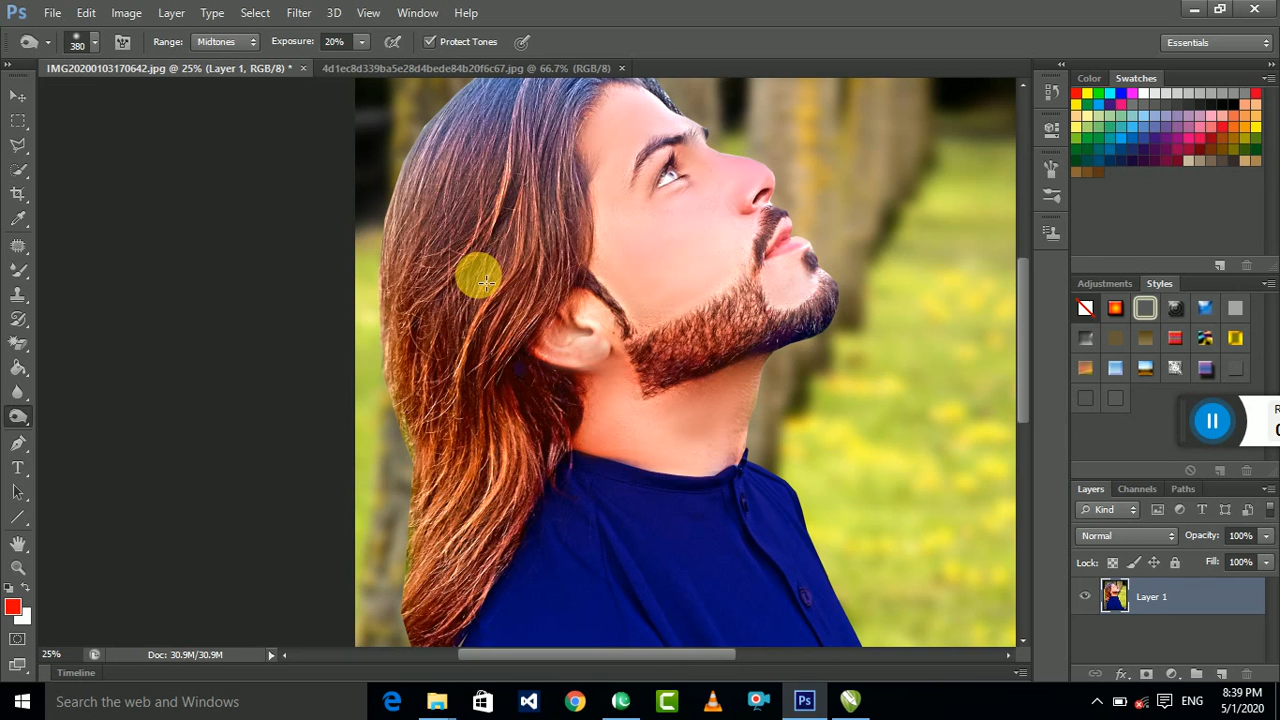 Ps File Edit Image Layer Type Select Filter 3D View Window Help
380 Range: Midtones Exposure: 20% Protect Tones Essentials
IMG20200103170642.jpg @ 25% (Layer 1, RGB/8) * × 4d1ec8d339ba5e28d4bede84b20f6c67.jpg @ 66.7% (RGB/8) ×
Color Swatches
Adjustments Styles
Layers Channels Paths
Kind
Normal Opacity: 100%
Lock: Fill: 100%
Layer 1
25% Doc: 30.9M/30.9M
Timeline
Search the web and Windows
Ps
ENG
8:39 PM
5/1/2020